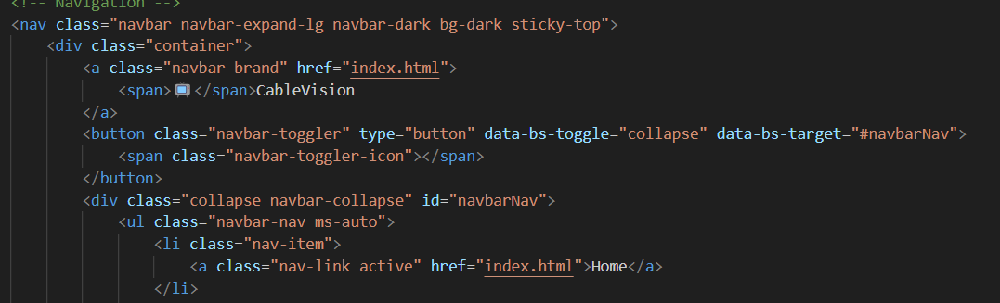 <!-- Navigation -->
<nav class="navbar navbar-expand-lg navbar-dark bg-dark sticky-top">
<div class="container">
<a class="navbar-brand" href="index.html">
<span>📺</span>CableVision
</a>
<button class="navbar-toggler" type="button" data-bs-toggle="collapse" data-bs-target="#navbarNav">
<span class="navbar-toggler-icon"></span>
</button>
<div class="collapse navbar-collapse" id="navbarNav">
<ul class="navbar-nav ms-auto">
<li class="nav-item">
<a class="nav-link active" href="index.html">Home</a>
</li>